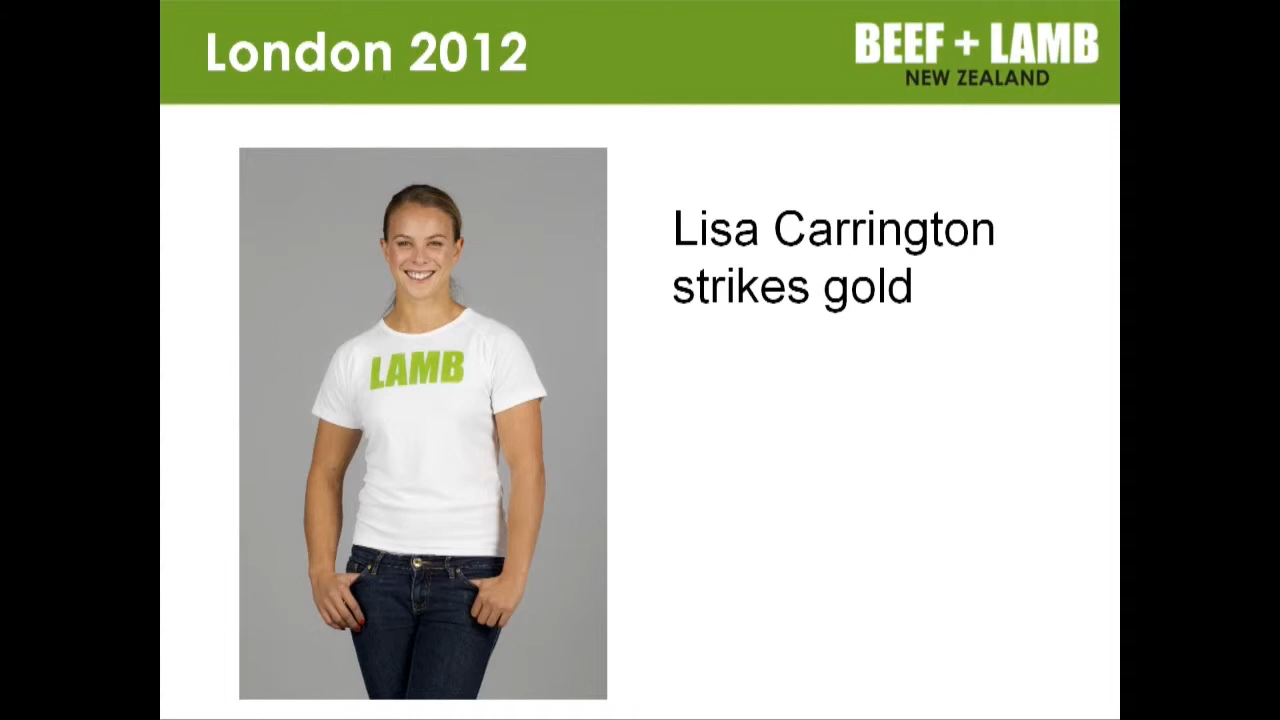 London 2012
BEEF + LAMB
NEW ZEALAND
Lisa Carrington
strikes gold
LAMB